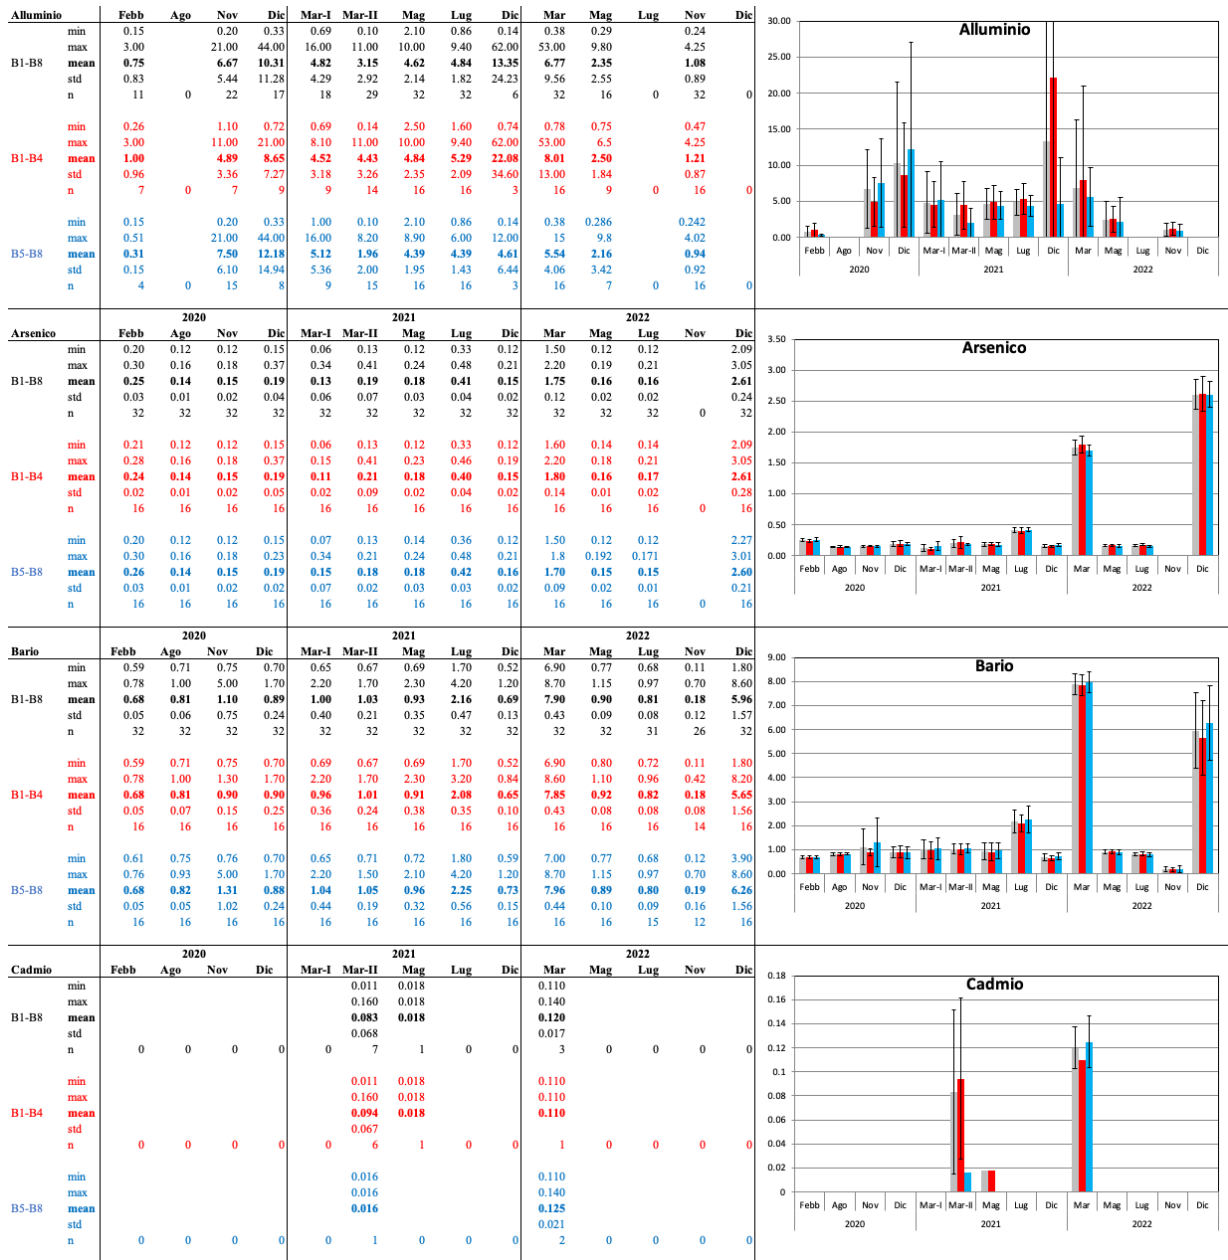 Alluminio Febb Ago Nov Dic Mar-I Mar-II Mag Lug Dic Mar Mag Lug Nov Dic
min 0.15 0.20 0.33 0.69 0.10 2.10 0.86 0.14 0.38 0.29 0.24
max 3.00 21.00 44.00 16.00 11.00 10.00 9.40 62.00 53.00 9.80 4.25
B1-B8 mean 0.75 6.67 10.31 4.82 3.15 4.62 4.84 13.35 6.77 2.35 1.08
std 0.83 5.44 11.28 4.29 2.92 2.14 1.82 24.23 9.56 2.55 0.89
n 11 0 22 17 18 29 32 32 6 32 16 0 32 0
min 0.26 1.10 0.72 0.69 0.14 2.50 1.60 0.74 0.78 0.75 0.47
max 3.00 11.00 21.00 8.10 11.00 10.00 9.40 62.00 53.00 6.5 4.25
B1-B4 mean 1.00 4.89 8.65 4.52 4.43 4.84 5.29 22.08 8.01 2.50 1.21
std 0.96 3.36 7.27 3.18 3.26 2.35 2.09 34.60 13.00 1.84 0.87
n 7 0 7 9 9 14 16 16 3 16 9 0 16 0
min 0.15 0.20 0.33 1.00 0.10 2.10 0.86 0.14 0.38 0.286 0.242
max 0.51 21.00 44.00 16.00 8.20 8.90 6.00 12.00 15 9.8 4.02
B5-B8 mean 0.31 7.50 12.18 5.12 1.96 4.39 4.39 4.61 5.54 2.16 0.94
std 0.15 6.10 14.94 5.36 2.00 1.95 1.43 6.44 4.06 3.42 0.92
n 4 0 15 8 9 15 16 16 3 16 7 0 16 0
Alluminio
30.00
25.00
20.00
15.00
10.00
5.00
0.00
Febb Ago Nov Dic Mar-I Mar-II Mag Lug Dic Mar Mag Lug Nov Dic
2020 2021 2022
2020 2021 2022
Arsenico Febb Ago Nov Dic Mar-I Mar-II Mag Lug Dic Mar Mag Lug Nov Dic
min 0.20 0.12 0.12 0.15 0.06 0.13 0.12 0.33 0.12 1.50 0.12 0.12 2.09
max 0.30 0.16 0.18 0.37 0.34 0.41 0.24 0.48 0.21 2.20 0.19 0.21 3.05
B1-B8 mean 0.25 0.14 0.15 0.19 0.13 0.19 0.18 0.41 0.15 1.75 0.16 0.16 2.61
std 0.03 0.01 0.02 0.04 0.06 0.07 0.03 0.04 0.02 0.12 0.02 0.02 0.24
n 32 32 32 32 32 32 32 32 32 32 32 32 0 32
min 0.21 0.12 0.12 0.15 0.06 0.13 0.12 0.33 0.12 1.60 0.14 0.14 2.09
max 0.28 0.16 0.18 0.37 0.15 0.41 0.23 0.46 0.19 2.20 0.18 0.21 3.05
B1-B4 mean 0.24 0.14 0.15 0.19 0.11 0.21 0.18 0.40 0.15 1.80 0.16 0.17 2.61
std 0.02 0.01 0.02 0.05 0.02 0.09 0.02 0.04 0.02 0.14 0.01 0.02 0.28
n 16 16 16 16 16 16 16 16 16 16 16 16 0 16
min 0.20 0.12 0.12 0.15 0.07 0.13 0.14 0.36 0.12 1.50 0.12 0.12 2.27
max 0.30 0.16 0.18 0.23 0.34 0.21 0.24 0.48 0.21 1.8 0.192 0.171 3.01
B5-B8 mean 0.26 0.14 0.15 0.19 0.15 0.18 0.18 0.42 0.16 1.70 0.15 0.15 2.60
std 0.03 0.01 0.02 0.02 0.07 0.02 0.03 0.03 0.02 0.09 0.02 0.01 0.21
n 16 16 16 16 16 16 16 16 16 16 16 16 0 16
Arsenico
3.50
3.00
2.50
2.00
1.50
1.00
0.50
0.00
Febb Ago Nov Dic Mar-I Mar-II Mag Lug Dic Mar Mag Lug Nov Dic
2020 2021 2022
2020 2021 2022
Bario Febb Ago Nov Dic Mar-I Mar-II Mag Lug Dic Mar Mag Lug Nov Dic
min 0.59 0.71 0.75 0.70 0.65 0.67 0.69 1.70 0.52 6.90 0.77 0.68 0.11 1.80
max 0.78 1.00 5.00 1.70 2.20 1.70 2.30 4.20 1.20 8.70 1.15 0.97 0.70 8.60
B1-B8 mean 0.68 0.81 1.10 0.89 1.00 1.03 0.93 2.16 0.69 7.90 0.90 0.81 0.18 5.96
std 0.05 0.06 0.75 0.24 0.40 0.21 0.35 0.47 0.13 0.43 0.09 0.08 0.12 1.57
n 32 32 32 32 32 32 32 32 32 32 32 31 26 32
min 0.59 0.71 0.75 0.70 0.69 0.67 0.69 1.70 0.52 6.90 0.80 0.72 0.11 1.80
max 0.78 1.00 1.30 1.70 2.20 1.70 2.30 3.20 0.84 8.60 1.10 0.96 0.42 8.20
B1-B4 mean 0.68 0.81 0.90 0.90 0.96 1.01 0.91 2.08 0.65 7.85 0.92 0.82 0.18 5.65
std 0.05 0.07 0.15 0.25 0.36 0.24 0.38 0.35 0.10 0.43 0.08 0.08 0.08 1.56
n 16 16 16 16 16 16 16 16 16 16 16 16 14 16
min 0.61 0.75 0.76 0.70 0.65 0.71 0.72 1.80 0.59 7.00 0.77 0.68 0.12 3.90
max 0.76 0.93 5.00 1.70 2.20 1.50 2.10 4.20 1.20 8.70 1.15 0.97 0.70 8.60
B5-B8 mean 0.68 0.82 1.31 0.88 1.04 1.05 0.96 2.25 0.73 7.96 0.89 0.80 0.19 6.26
std 0.05 0.05 1.02 0.24 0.44 0.19 0.32 0.56 0.15 0.44 0.10 0.09 0.16 1.56
n 16 16 16 16 16 16 16 16 16 16 16 15 12 16
Bario
9.00
8.00
7.00
6.00
5.00
4.00
3.00
2.00
1.00
0.00
Febb Ago Nov Dic Mar-I Mar-II Mag Lug Dic Mar Mag Lug Nov Dic
2020 2021 2022
2020 2021 2022
Cadmio Febb Ago Nov Dic Mar-I Mar-II Mag Lug Dic Mar Mag Lug Nov Dic
min 0.011 0.018 0.110
max 0.160 0.018 0.140
B1-B8 mean 0.083 0.018 0.120
std 0.068 0.017
n 0 0 0 0 0 7 1 0 0 3 0 0 0 0
min 0.011 0.018 0.110
max 0.160 0.018 0.110
B1-B4 mean 0.094 0.018 0.110
std 0.067
n 0 0 0 0 0 6 1 0 0 1 0 0 0 0
min 0.016 0.110
max 0.016 0.140
B5-B8 mean 0.016 0.125
std 0.021
n 0 0 0 0 0 1 0 0 0 2 0 0 0 0
Cadmio
0.18
0.16
0.14
0.12
0.1
0.08
0.06
0.04
0.02
0
Febb Ago Nov Dic Mar-I Mar-II Mag Lug Dic Mar Mag Lug Nov Dic
2020 2021 2022